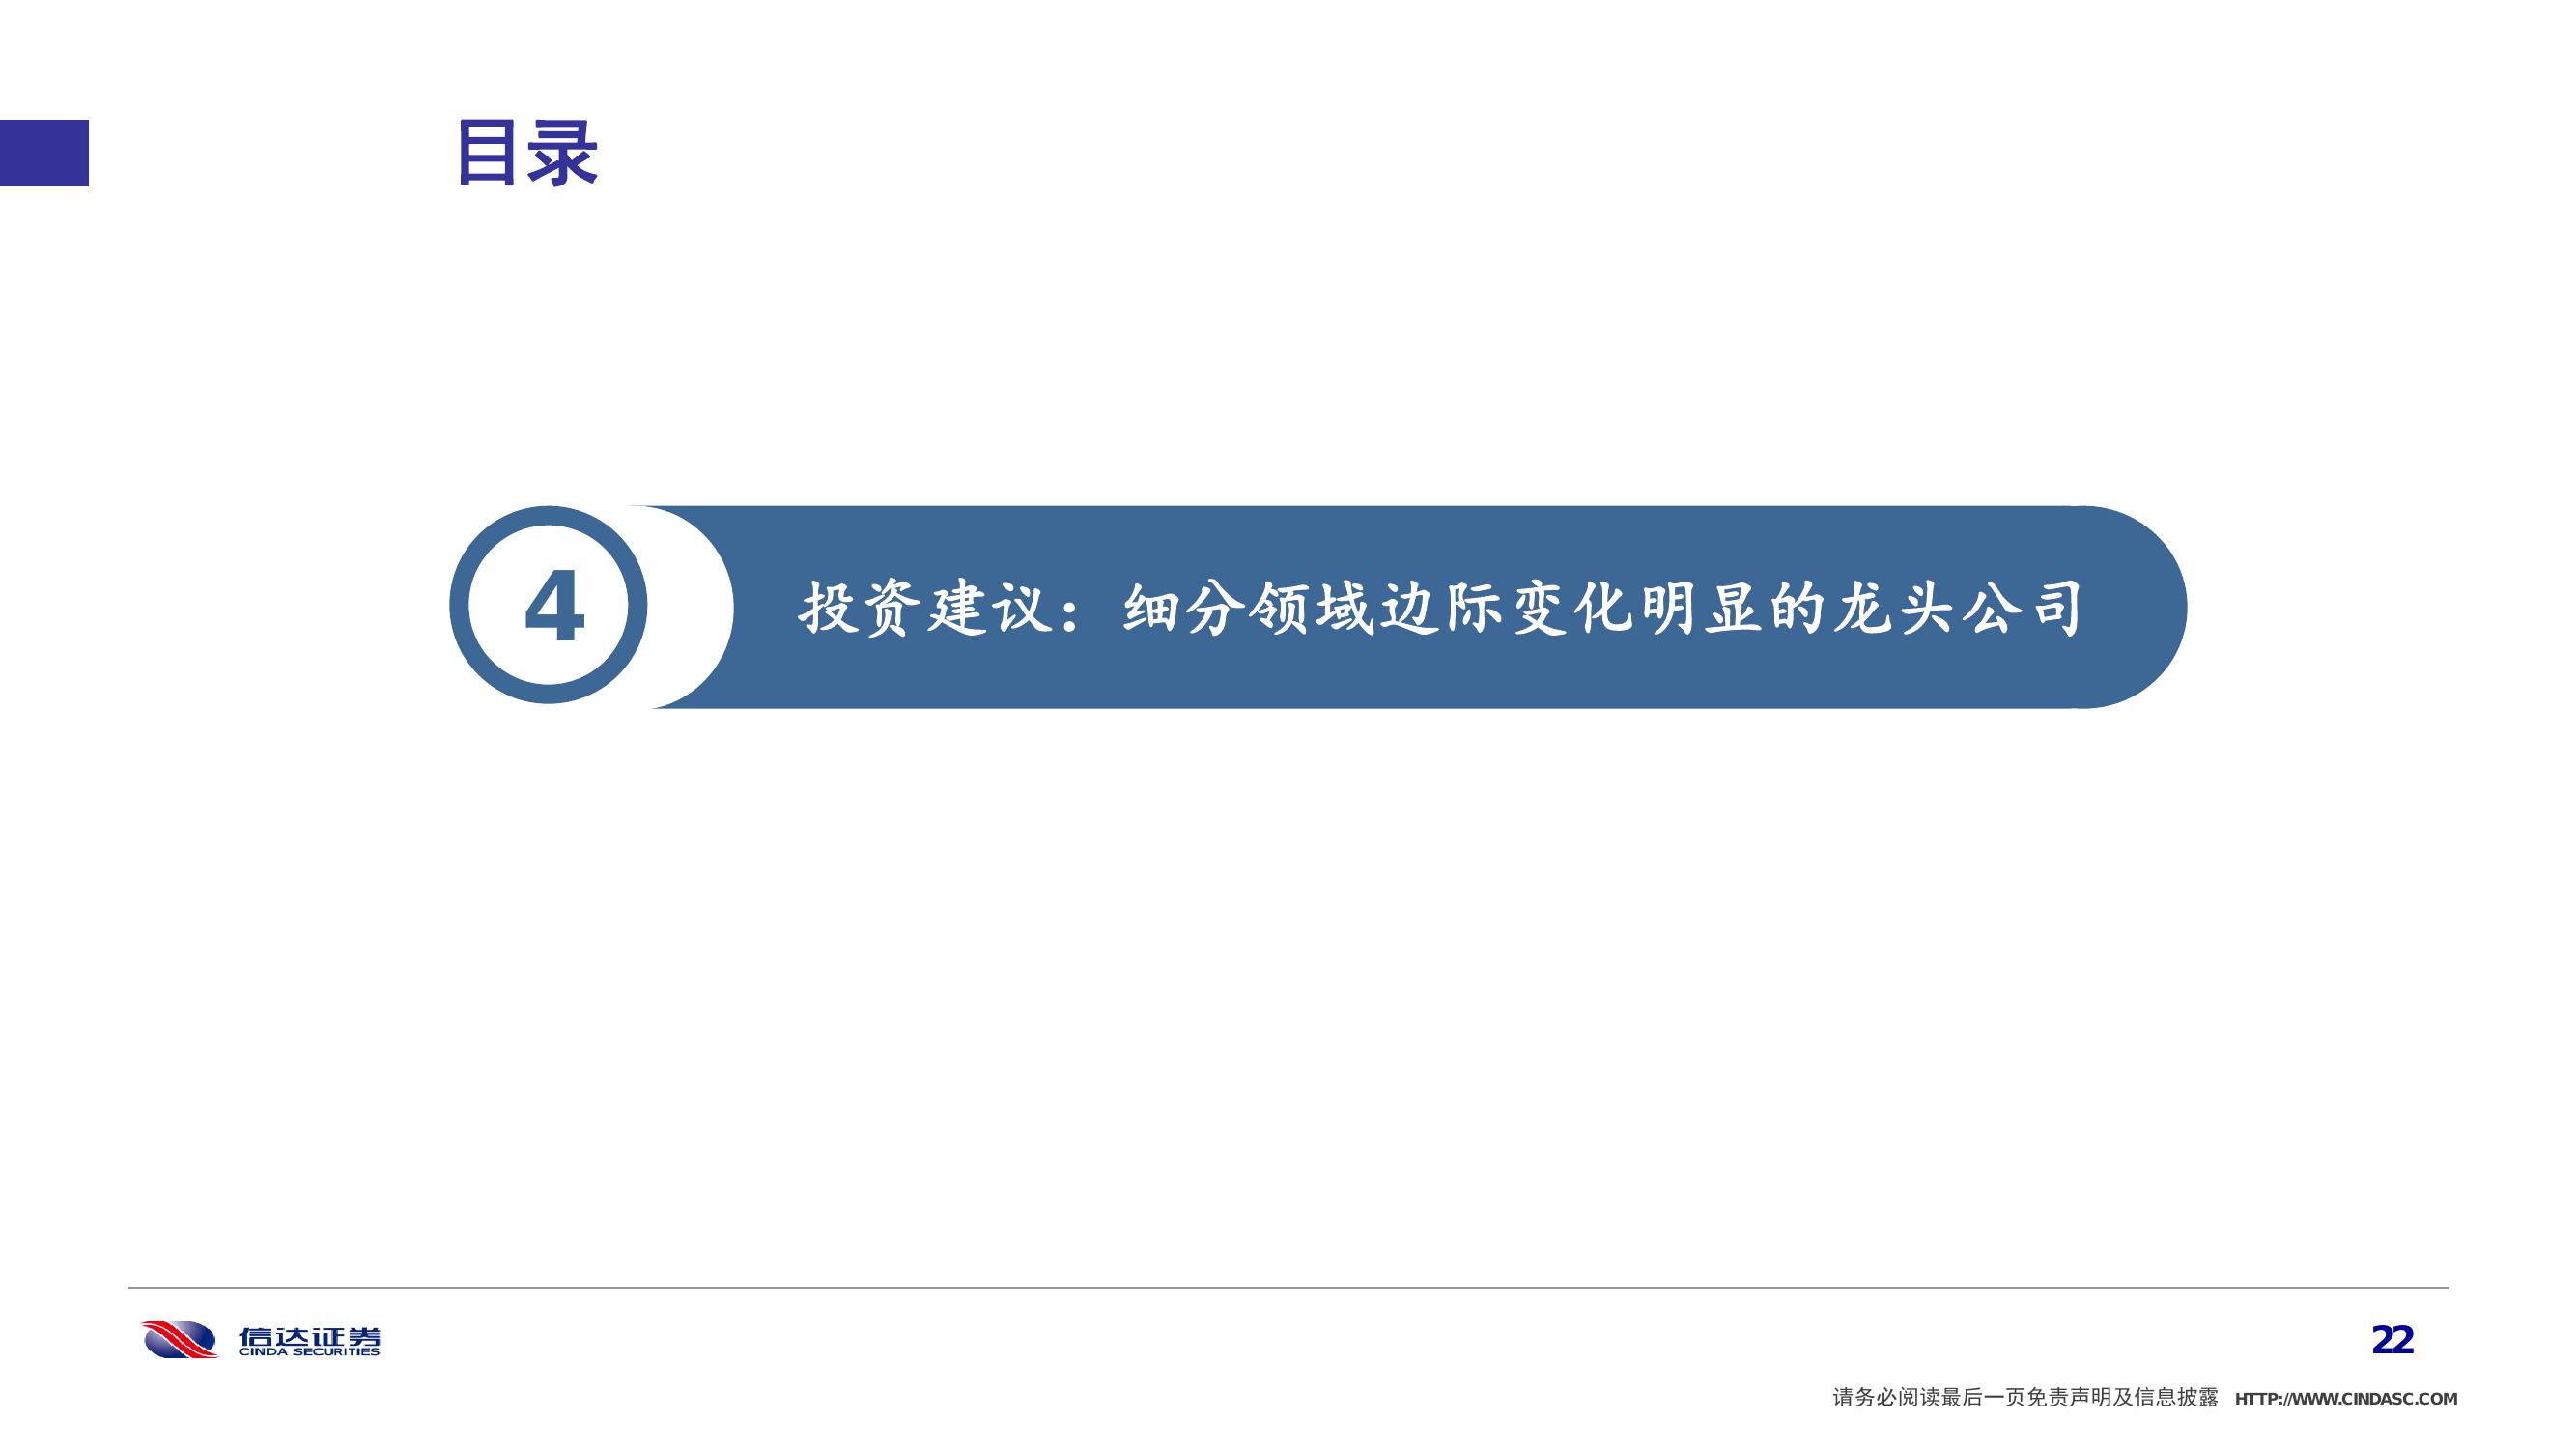 目录
4
投资建议：细分领域边际变化明显的龙头公司
信达证券
CINDA SECURITIES
22
请务必阅读最后一页免责声明及信息披露 HTTP://WWW.CINDASC.COM